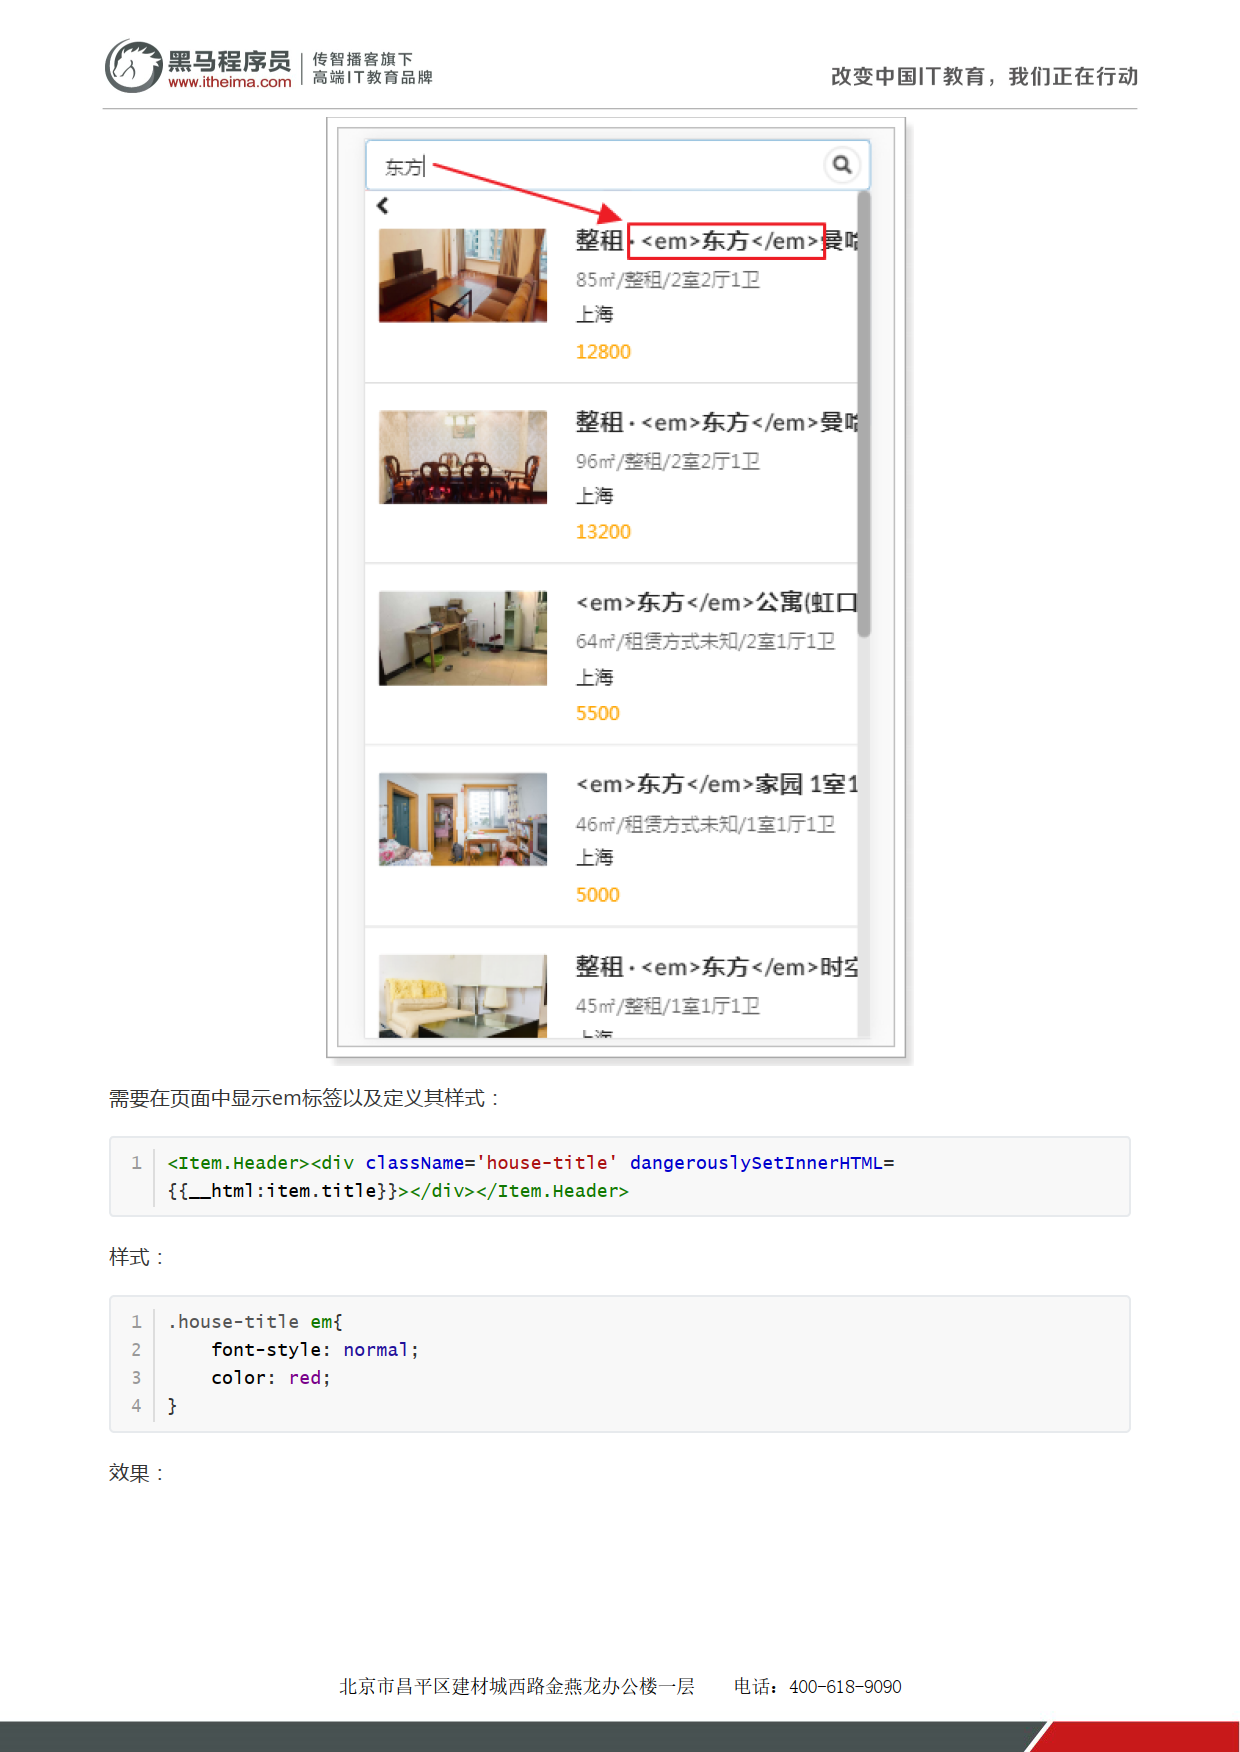 黑马程序员
www.itheima.com
传智播客旗下
高端IT教育品牌
改变中国IT教育，我们正在行动
东方
整租 · <em>东方</em>曼
85㎡/整租/2室2厅1卫
上海
12800
整租 · <em>东方</em>曼
96㎡/整租/2室2厅1卫
上海
13200
<em>东方</em>公寓(虹口
64㎡/租赁方式未知/2室1厅1卫
上海
5500
<em>东方</em>家园 1室1
46㎡/租赁方式未知/1室1厅1卫
上海
5000
整租 · <em>东方</em>时空
45㎡/整租/1室1厅1卫
上海
需要在页面中显示em标签以及定义其样式：
1 <Item.Header><div className='house-title' dangerouslySetInnerHTML=
{{__html:item.title}}></div></Item.Header>
样式：
1 .house-title em{
2 font-style: normal;
3 color: red;
4 }
效果：
北京市昌平区建材城西路金燕龙办公楼一层 电话：400-618-9090